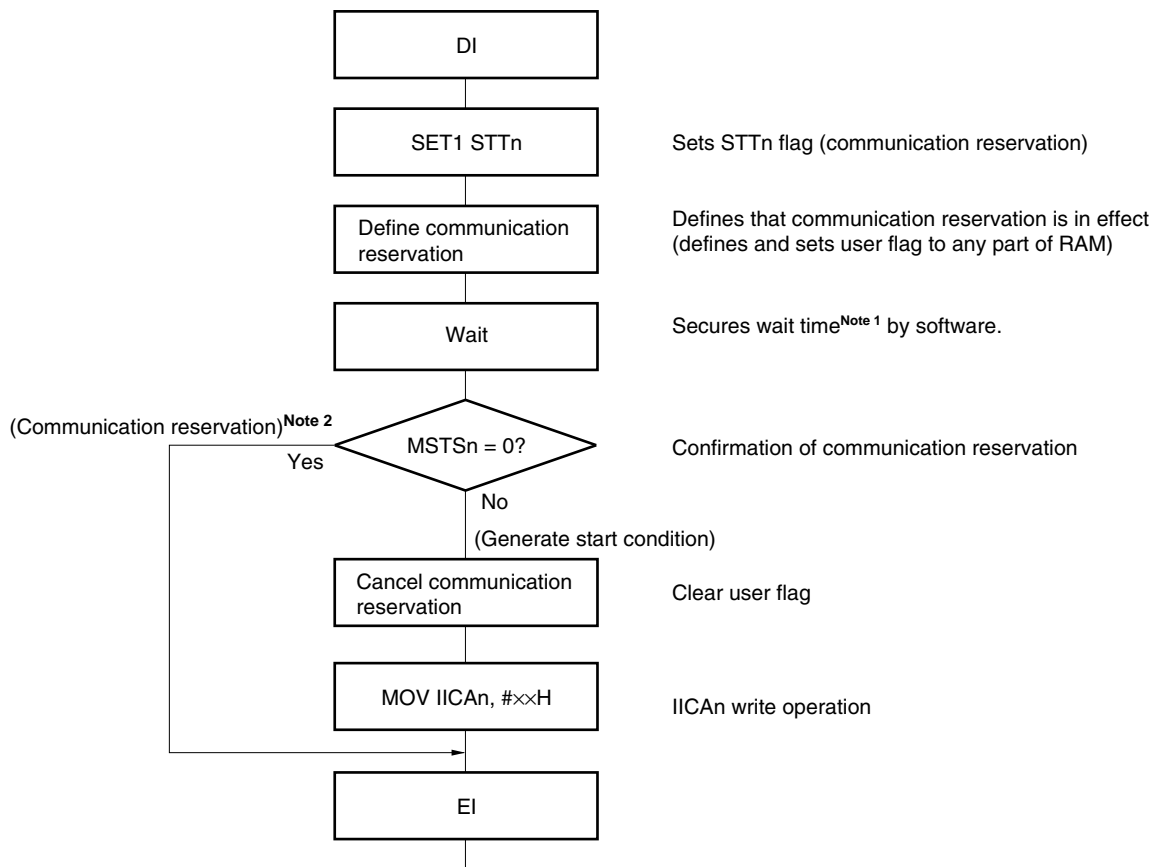 DI
SET1 STTn
Sets STTn flag (communication reservation)
Define communication
reservation
Defines that communication reservation is in effect
(defines and sets user flag to any part of RAM)
Wait
Secures wait timeNote 1 by software.
(Communication reservation)Note 2
MSTSn = 0?
Confirmation of communication reservation
Yes
No
(Generate start condition)
Cancel communication
reservation
Clear user flag
MOV IICAn, #××H
IICAn write operation
EI